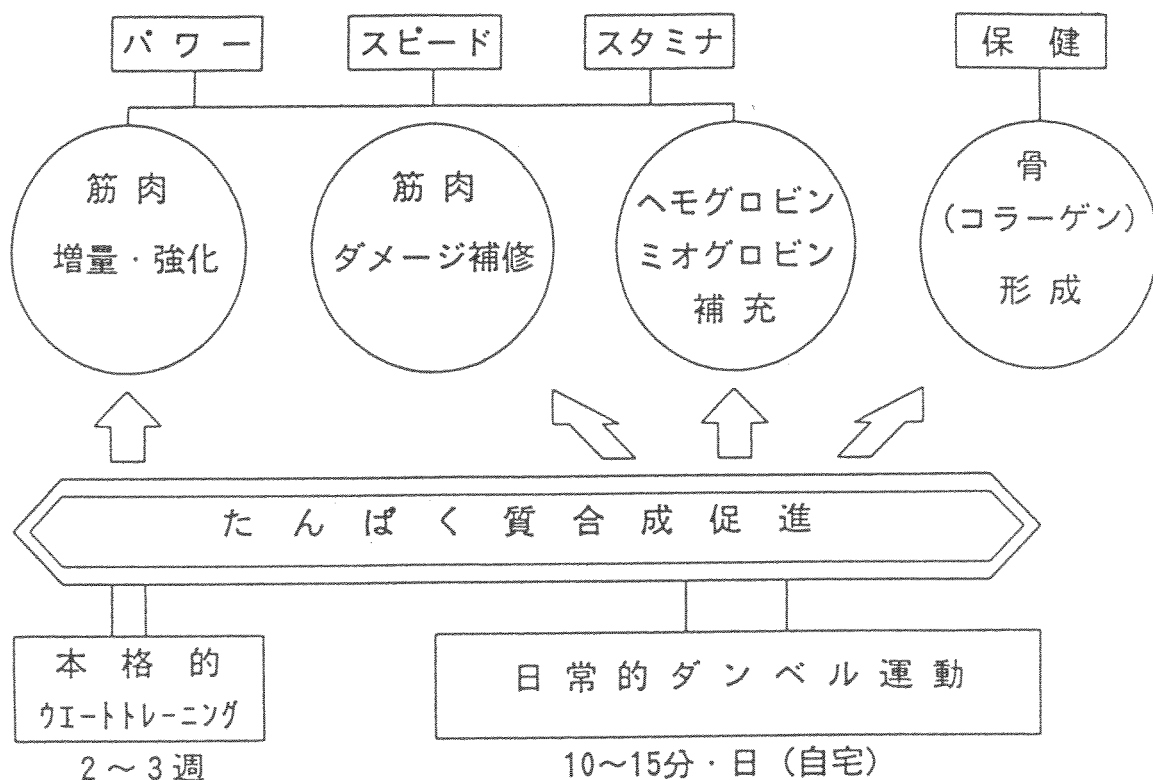 パワー
スピード
スタミナ
保健
筋肉
増量・強化
筋肉
ダメージ補修
ヘモグロビン
ミオグロビン
補充
骨
(コラーゲン)
形成
たんぱく質合成促進
本格的
ウエートトレーニング
2〜3週
日常的ダンベル運動
10〜15分・日(自宅)